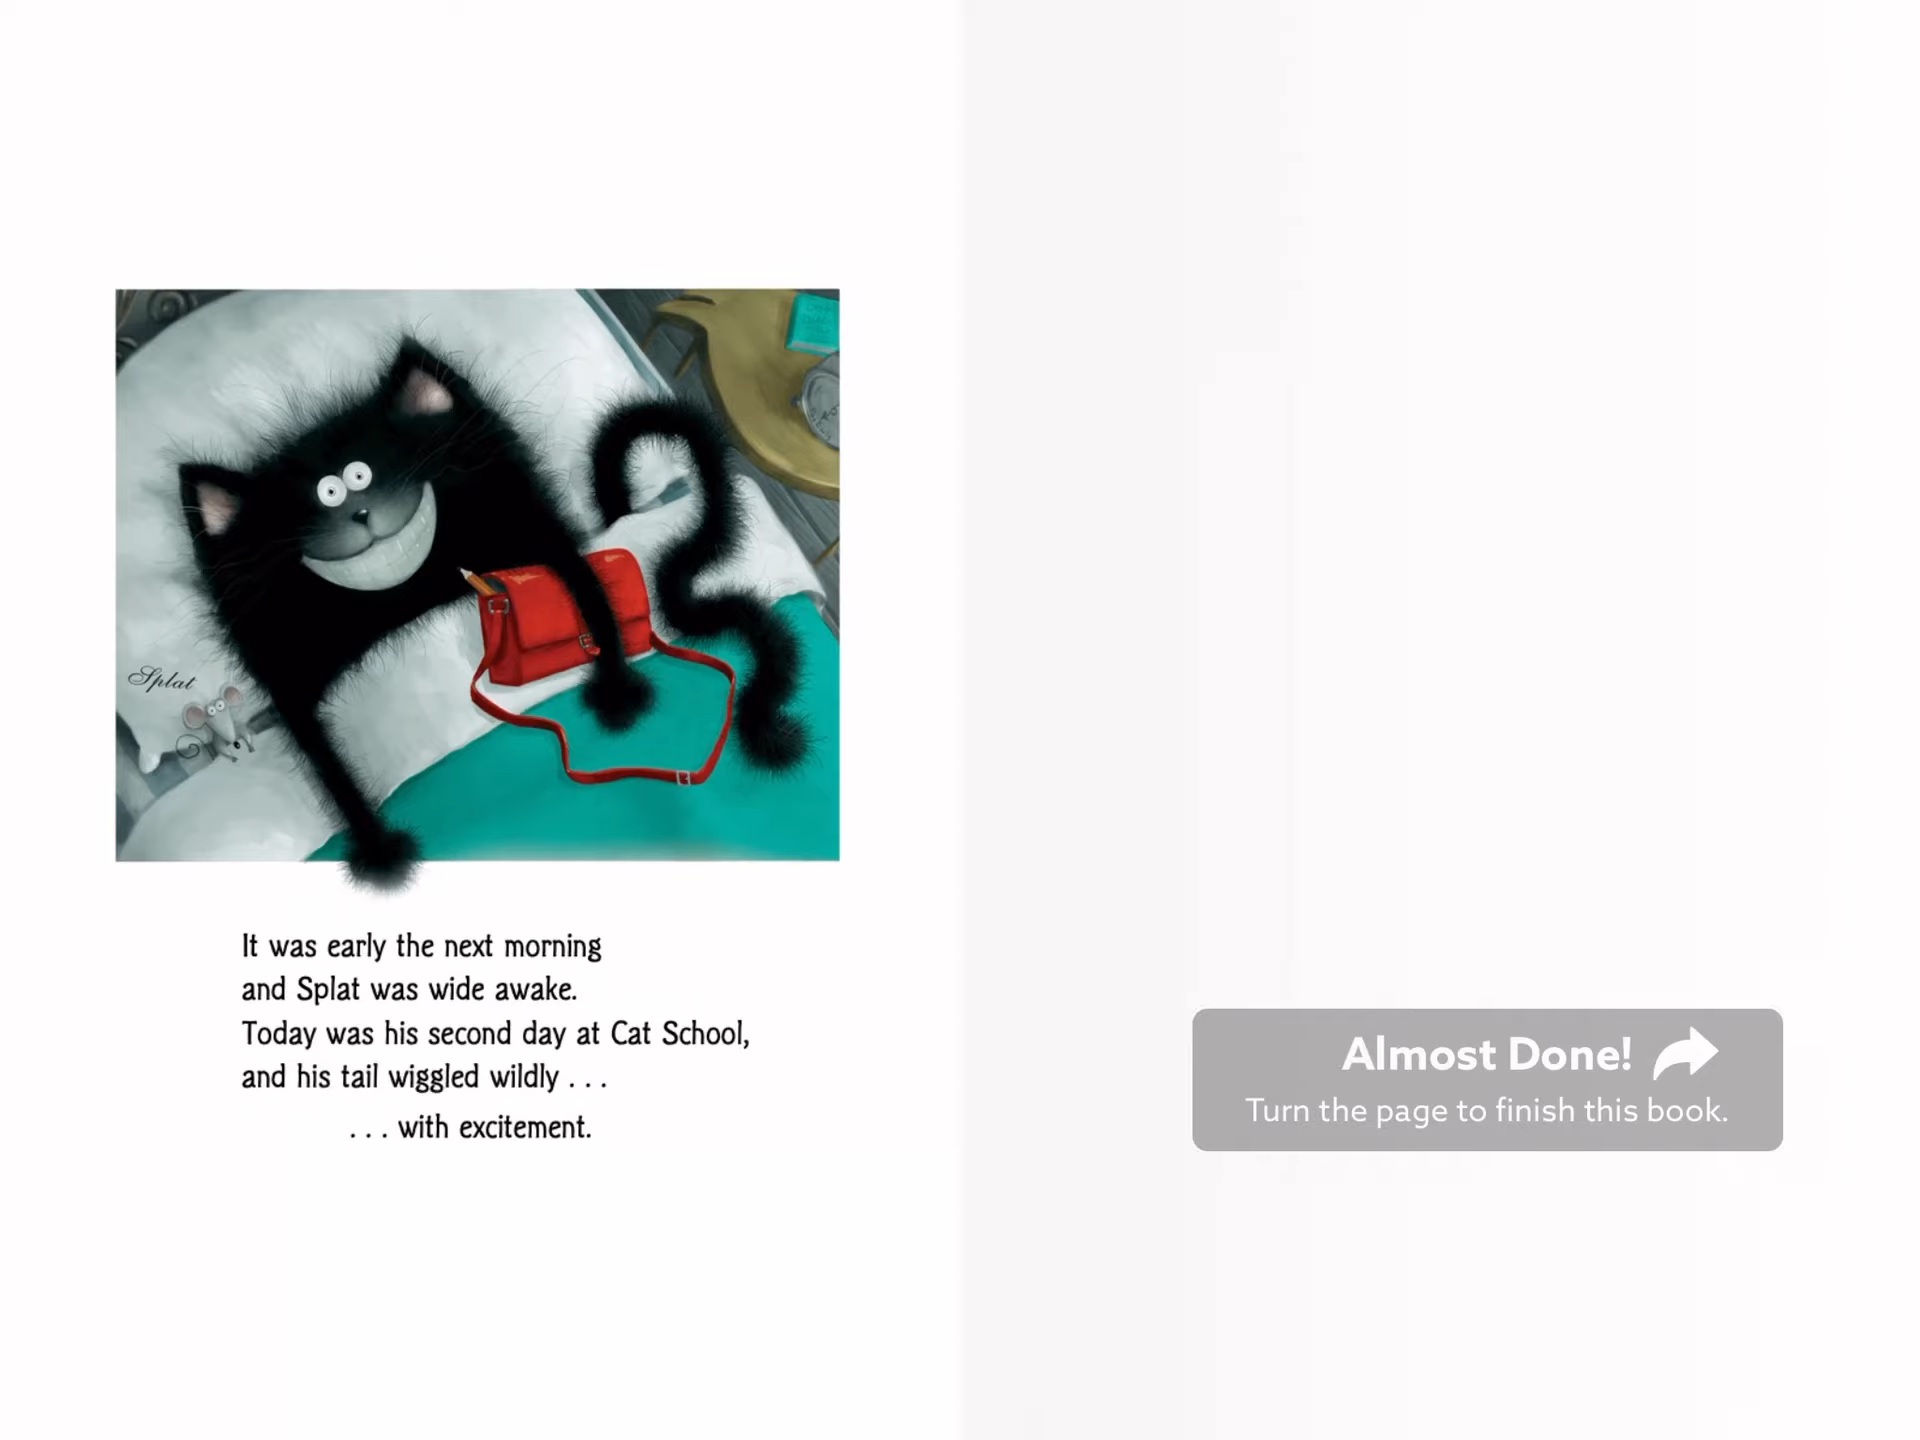 Splat
It was early the next morning
and Splat was wide awake.
Today was his second day at Cat School,
and his tail wiggled wildly . . .
. . . with excitement.
Almost Done!
Turn the page to finish this book.